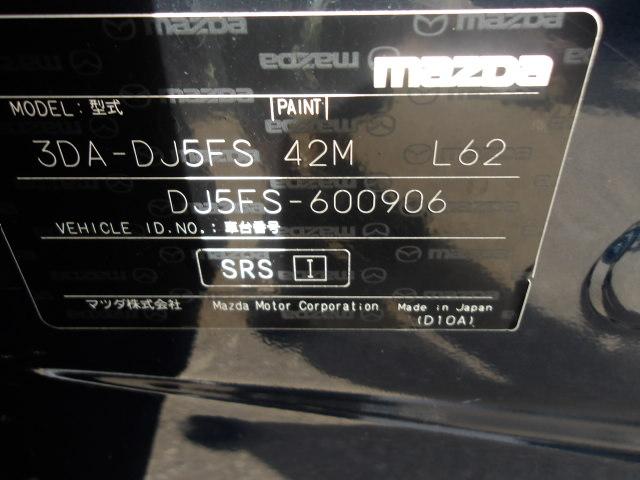 mazda
MODEL: 型式 PAINT
3DA-DJ5FS 42M L62
DJ5FS-600906
VEHICLE ID.NO.: 車台番号
SRS I
マツダ株式会社 Mazda Motor Corporation Made in Japan
(D10A)